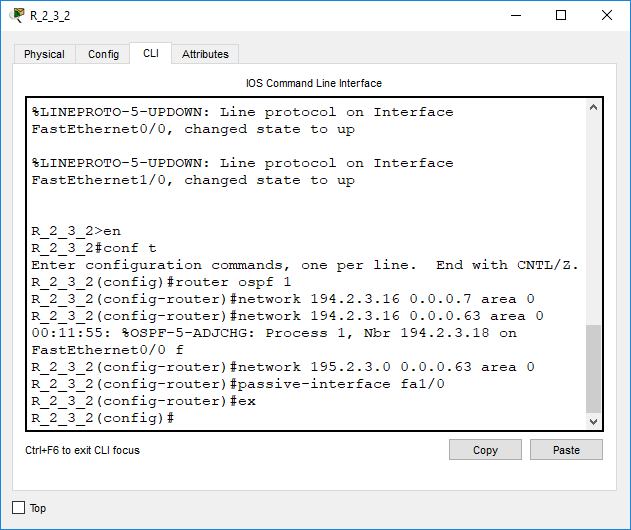 R_2_3_2
Physical Config CLI Attributes
IOS Command Line Interface
%LINEPROTO-5-UPDOWN: Line protocol on Interface
FastEthernet0/0, changed state to up
%LINEPROTO-5-UPDOWN: Line protocol on Interface
FastEthernet1/0, changed state to up
R_2_3_2>en
R_2_3_2#conf t
Enter configuration commands, one per line.  End with CNTL/Z.
R_2_3_2(config)#router ospf 1
R_2_3_2(config-router)#network 194.2.3.16 0.0.0.7 area 0
R_2_3_2(config-router)#network 194.2.3.16 0.0.0.63 area 0
00:11:55: %OSPF-5-ADJCHG: Process 1, Nbr 194.2.3.18 on
FastEthernet0/0 f
R_2_3_2(config-router)#network 195.2.3.0 0.0.0.63 area 0
R_2_3_2(config-router)#passive-interface fa1/0
R_2_3_2(config-router)#ex
R_2_3_2(config)#
Ctrl+F6 to exit CLI focus
Copy Paste
Top